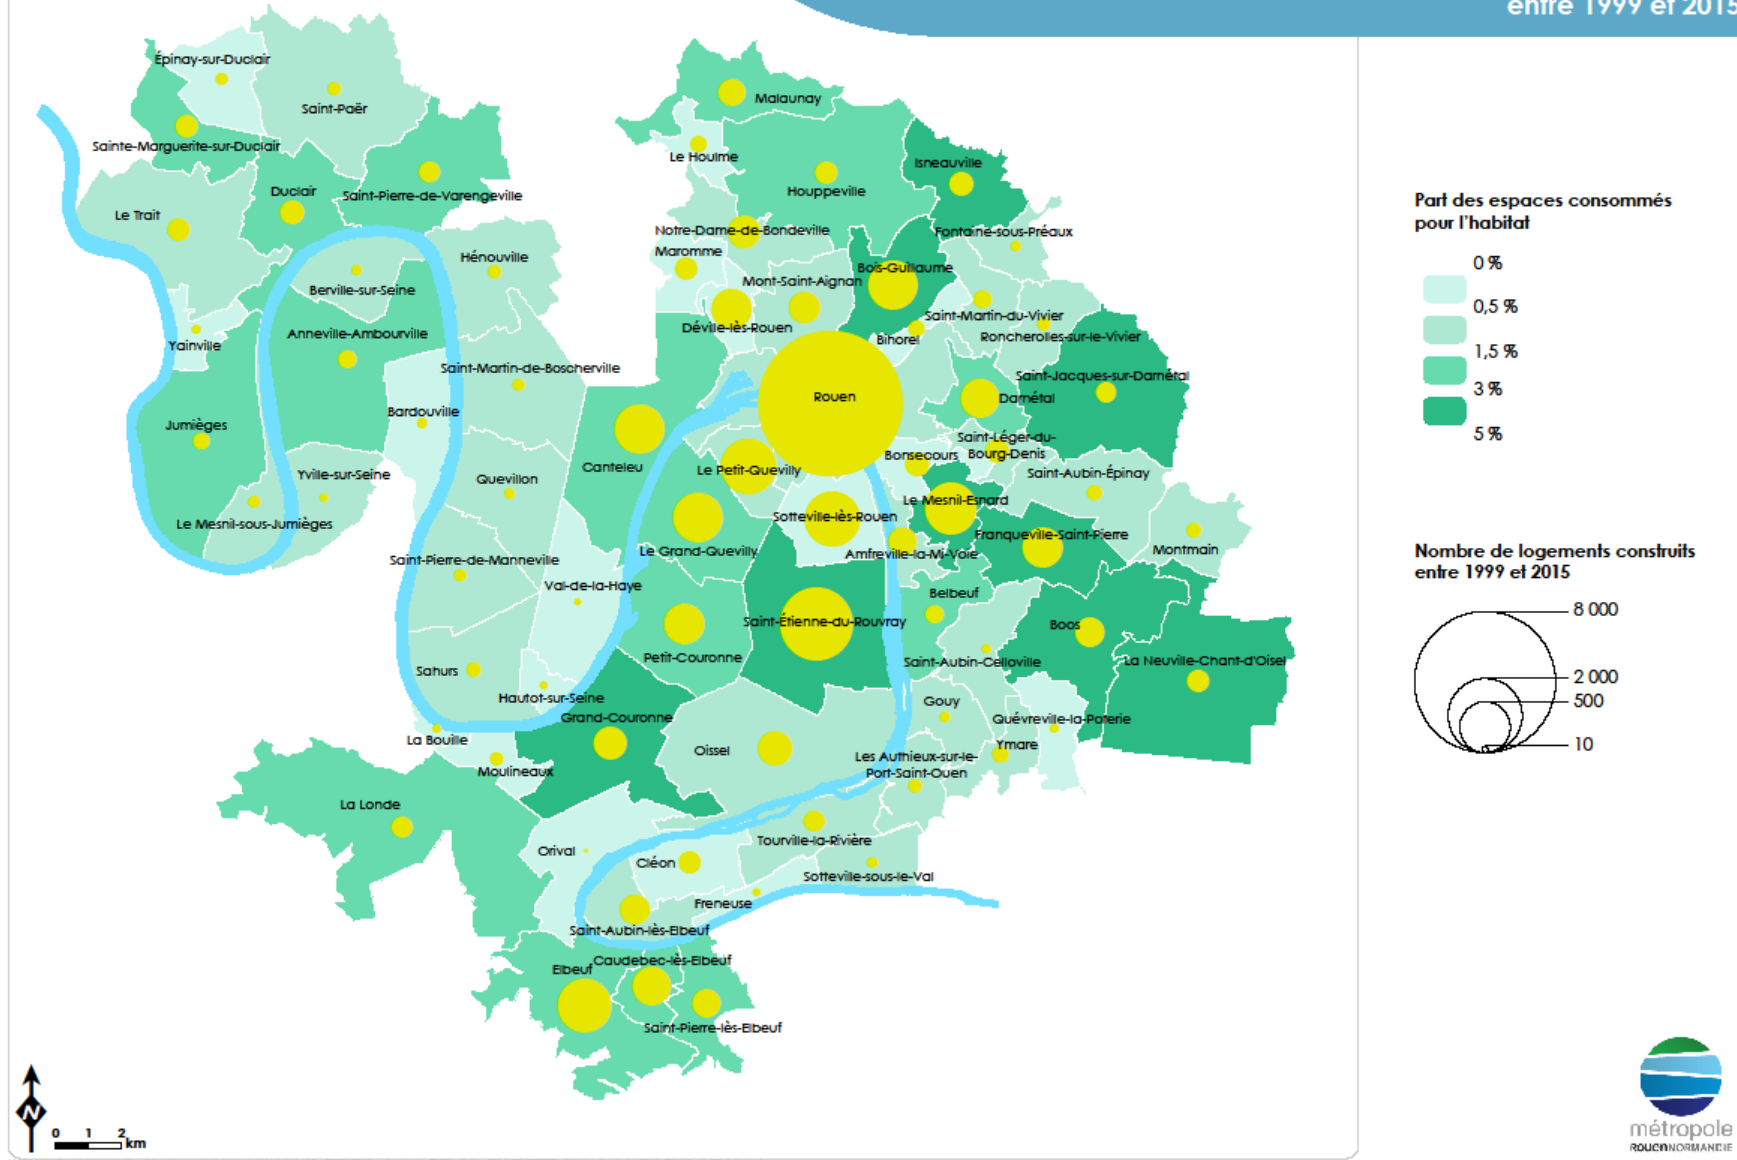 entre 1999 et 2015
Épinay-sur-Duclair
Saint-Paër
Sainte-Marguerite-sur-Duclair
Duclair
Saint-Pierre-de-Varengeville
Le Trait
Hénouville
Berville-sur-Seine
Anneville-Ambourville
Yainville
Saint-Martin-de-Boscherville
Bardouville
Jumièges
Yville-sur-Seine
Quevillon
Le Mesnil-sous-Jumièges
Saint-Pierre-de-Manneville
Val-de-la-Haye
Sahurs
Hautot-sur-Seine
La Bouille
Moulineaux
Malaunay
Le Houlme
Houppeville
Isneauville
Notre-Dame-de-Bondeville
Fontaine-sous-Préaux
Maromme
Bois-Guillaume
Mont-Saint-Aignan
Saint-Martin-du-Vivier
Déville-lès-Rouen
Bihorel
Roncherolles-sur-le-Vivier
Saint-Jacques-sur-Darnétal
Rouen
Darnétal
Canteleu
Saint-Léger-du-
Bourg-Denis
Bonsecours
Le Petit-Quevilly
Saint-Aubin-Épinay
Le Mesnil-Esnard
Sotteville-lès-Rouen
Franqueville-Saint-Pierre
Le Grand-Quevilly
Amfreville-la-Mi-Voie
Montmain
Belbeuf
Saint-Étienne-du-Rouvray
Boos
Petit-Couronne
Saint-Aubin-Celloville
La Neuville-Chant-d'Oisel
Gouy
Grand-Couronne
Quévreville-la-Poterie
Oissel
Ymare
Les Authieux-sur-le-
Port-Saint-Ouen
La Londe
Orival
Cléon
Tourville-la-Rivière
Sotteville-sous-le-Val
Freneuse
Saint-Aubin-lès-Elbeuf
Elbeuf
Caudebec-lès-Elbeuf
Saint-Pierre-lès-Elbeuf
Part des espaces consommés
pour l'habitat
0 %
0,5 %
1,5 %
3 %
5 %
Nombre de logements construits
entre 1999 et 2015
8 000
2 000
500
10
N
0 1 2 km
métropole
ROUENNORMANDIE